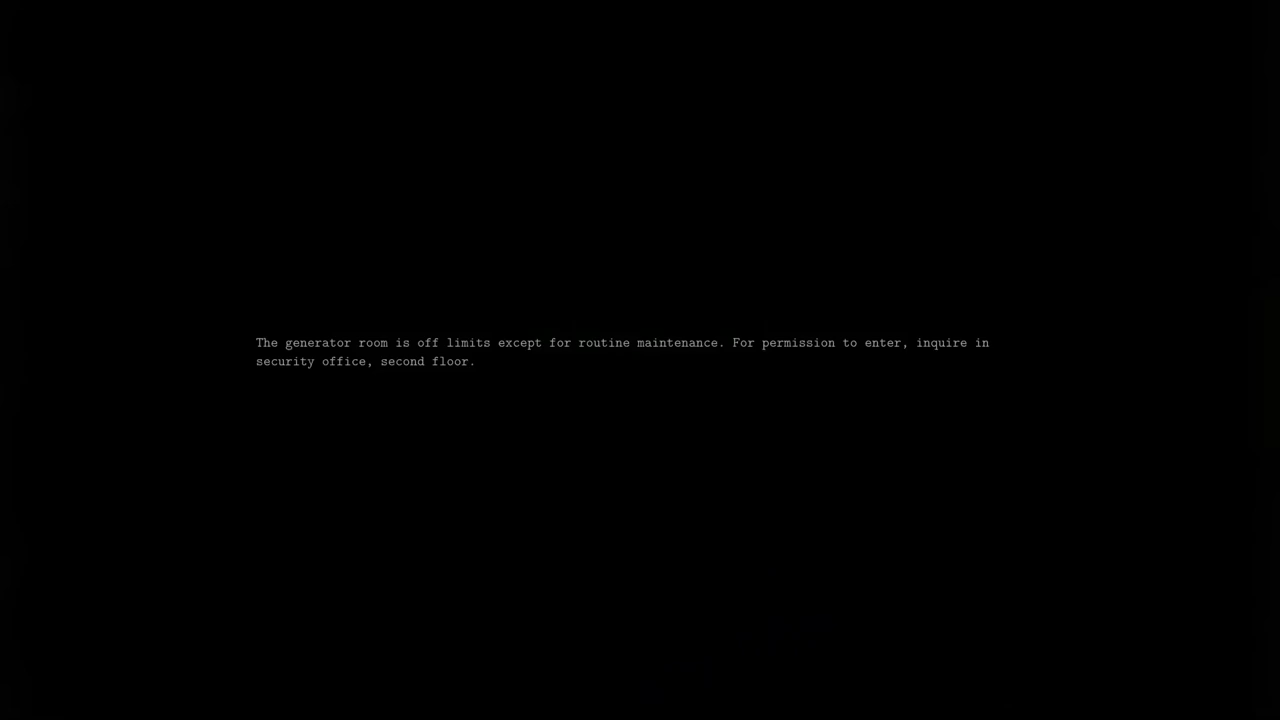 The generator room is off limits except for routine maintenance. For permission to enter, inquire in
security office, second floor.